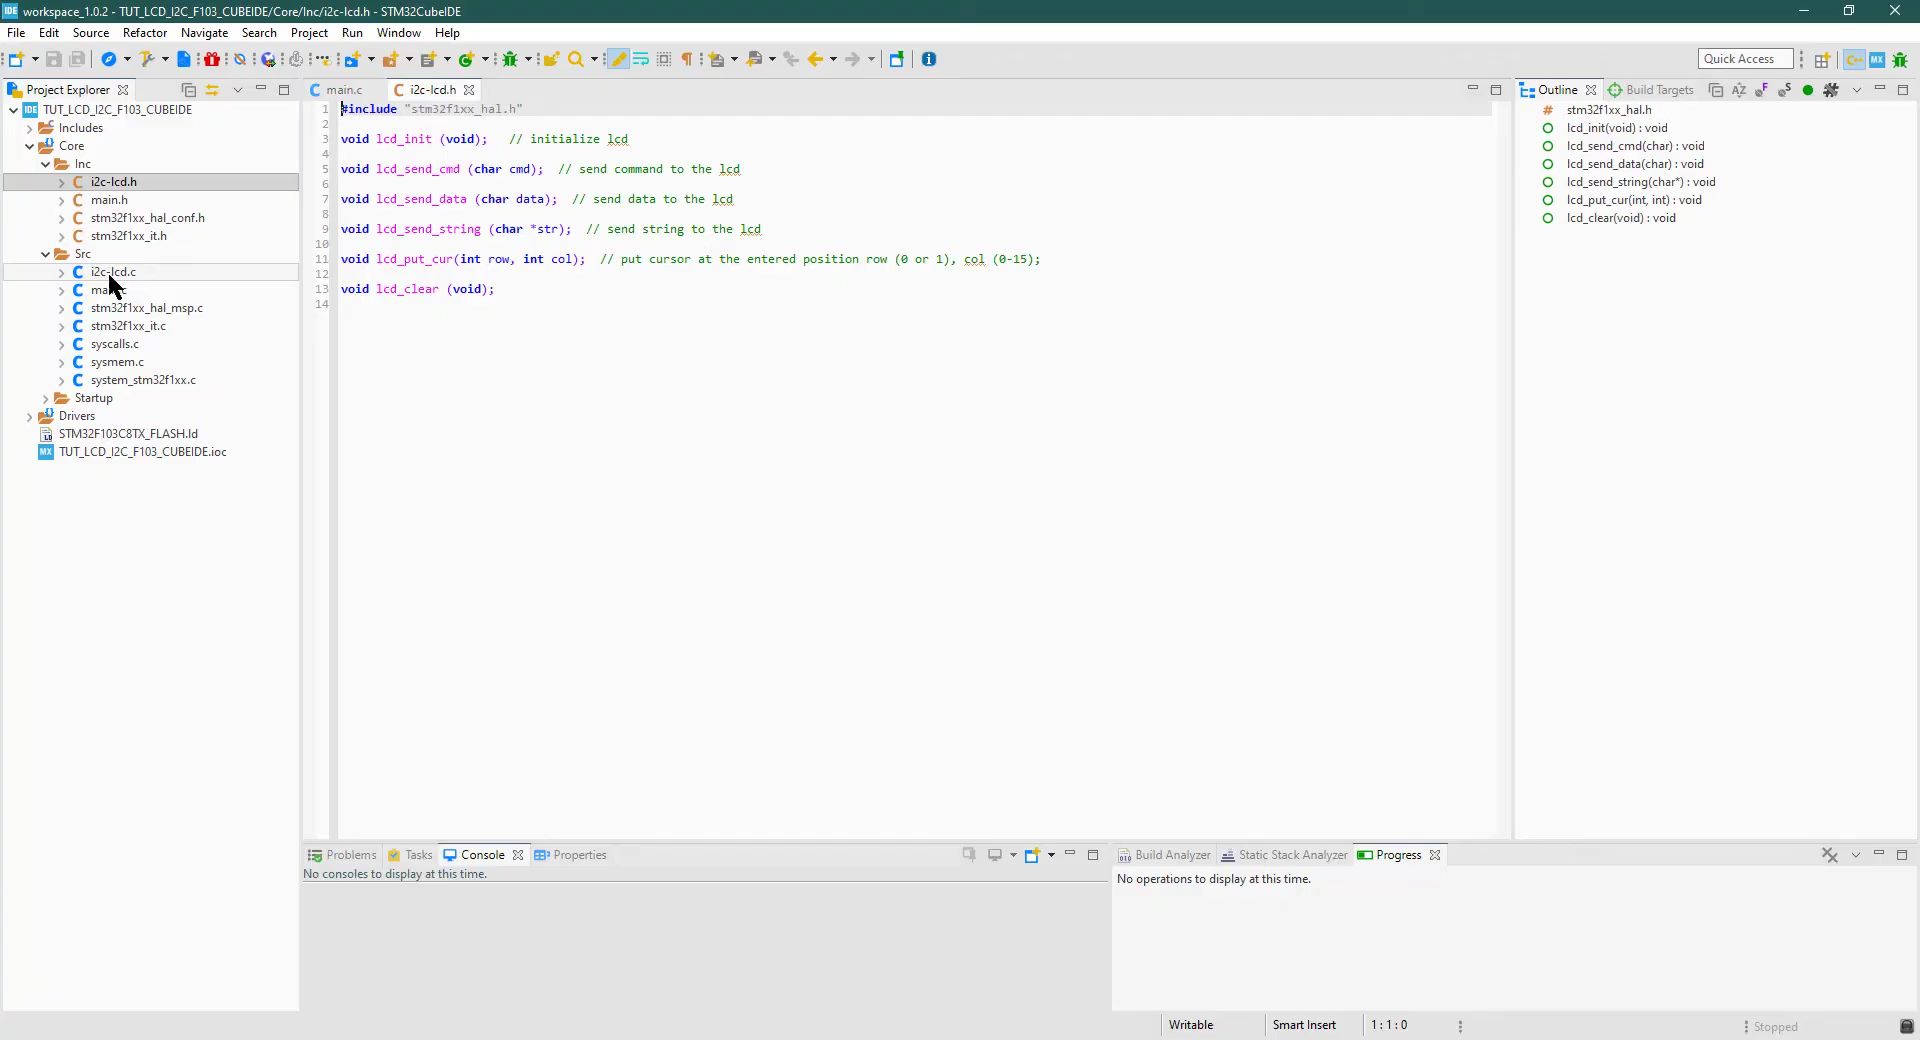 IDE workspace_1.0.2 - TUT_LCD_I2C_F103_CUBEIDE/Core/Inc/i2c-lcd.h - STM32CubeIDE
File Edit Source Refactor Navigate Search Project Run Window Help
Quick Access
MX
Project Explorer
IDE TUT_LCD_I2C_F103_CUBEIDE
Includes
Core
Inc
i2c-lcd.h
main.h
stm32f1xx_hal_conf.h
stm32f1xx_it.h
Src
i2c-lcd.c
stm32f1xx_hal_msp.c
stm32f1xx_it.c
syscalls.c
sysmem.c
system_stm32f1xx.c
Startup
Drivers
STM32F103C8TX_FLASH.ld
MX TUT_LCD_I2C_F103_CUBEIDE.ioc
main.c i2c-lcd.h
1 #include "stm32f1xx_hal.h"
2
3 void lcd_init (void);   // initialize lcd
4
5 void lcd_send_cmd (char cmd);  // send command to the lcd
6
7 void lcd_send_data (char data);  // send data to the lcd
8
9 void lcd_send_string (char *str);  // send string to the lcd
10
11 void lcd_put_cur(int row, int col);  // put cursor at the entered position row (0 or 1), col (0-15);
12
13 void lcd_clear (void);
14
Outline Build Targets
# stm32f1xx_hal.h
lcd_init(void) : void
lcd_send_cmd(char) : void
lcd_send_data(char) : void
lcd_send_string(char*) : void
lcd_put_cur(int, int) : void
lcd_clear(void) : void
Problems Tasks Console Properties
No consoles to display at this time.
Build Analyzer Static Stack Analyzer Progress
No operations to display at this time.
Writable Smart Insert 1 : 1 : 0 Stopped